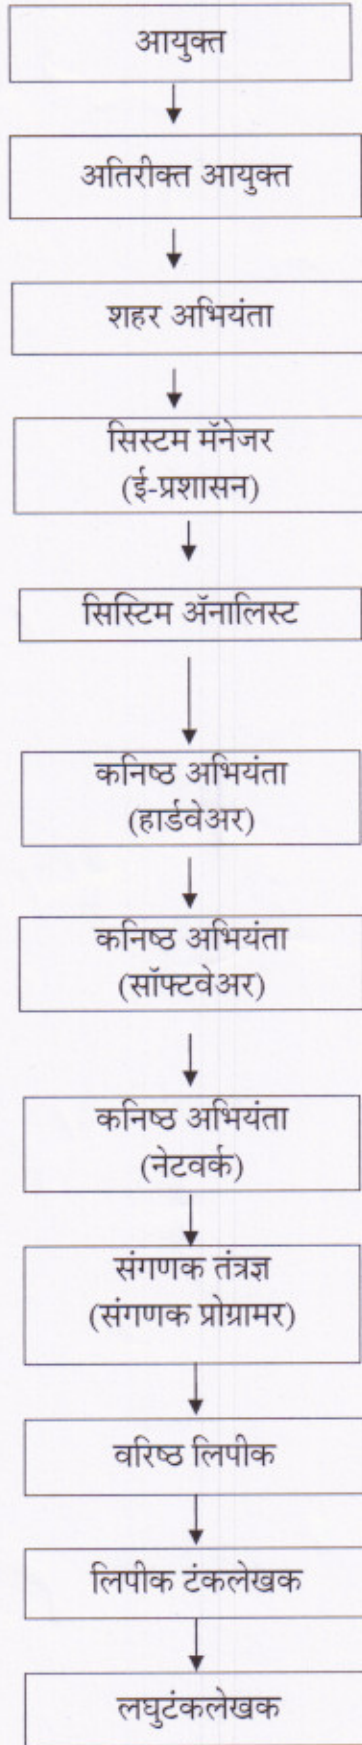 आयुक्त
अतिरीक्त आयुक्त
शहर अभियंता
सिस्टम मॅनेजर
(ई-प्रशासन)
सिस्टिम ॲनालिस्ट
कनिष्ठ अभियंता
(हार्डवेअर)
कनिष्ठ अभियंता
(सॉफ्टवेअर)
कनिष्ठ अभियंता
(नेटवर्क)
संगणक तंत्रज्ञ
(संगणक प्रोग्रामर)
वरिष्ठ लिपीक
लिपीक टंकलेखक
लघुटंकलेखक